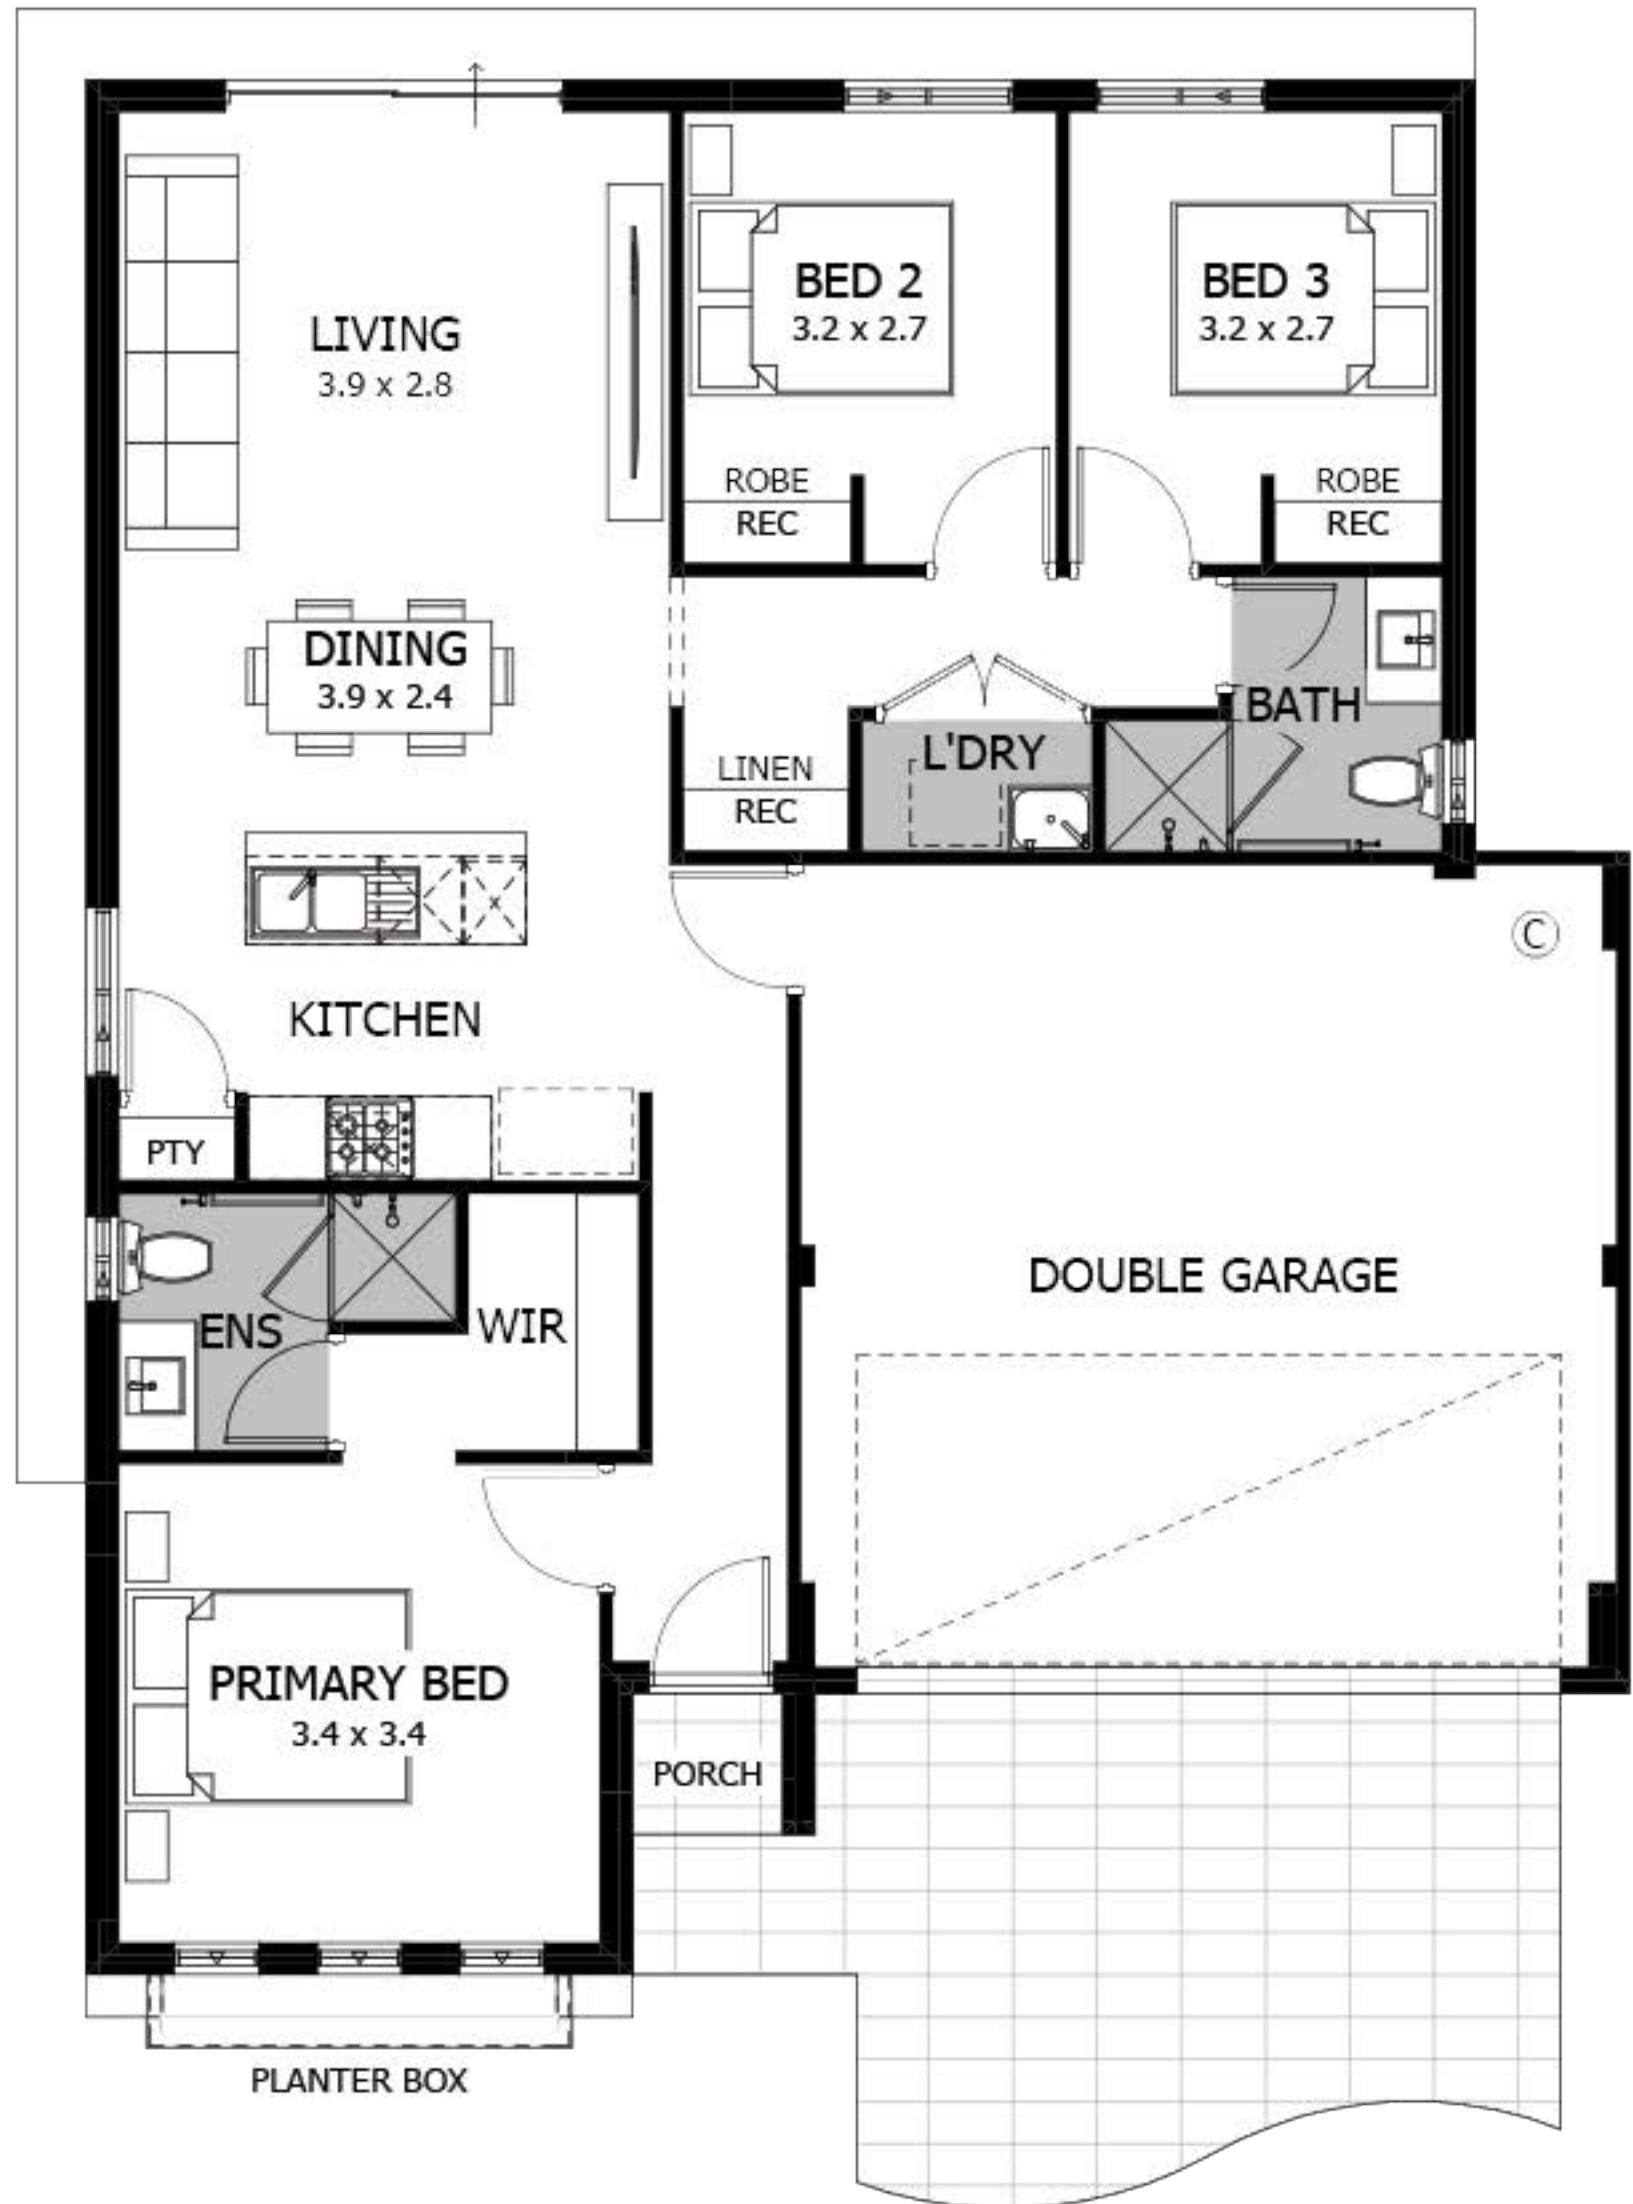 BED 2
3.2 x 2.7
BED 3
3.2 x 2.7
LIVING
3.9 x 2.8
ROBE
REC
ROBE
REC
DINING
3.9 x 2.4
BATH
L'DRY
LINEN
REC
C
KITCHEN
PTY
DOUBLE GARAGE
ENS
WIR
PRIMARY BED
3.4 x 3.4
PORCH
PLANTER BOX